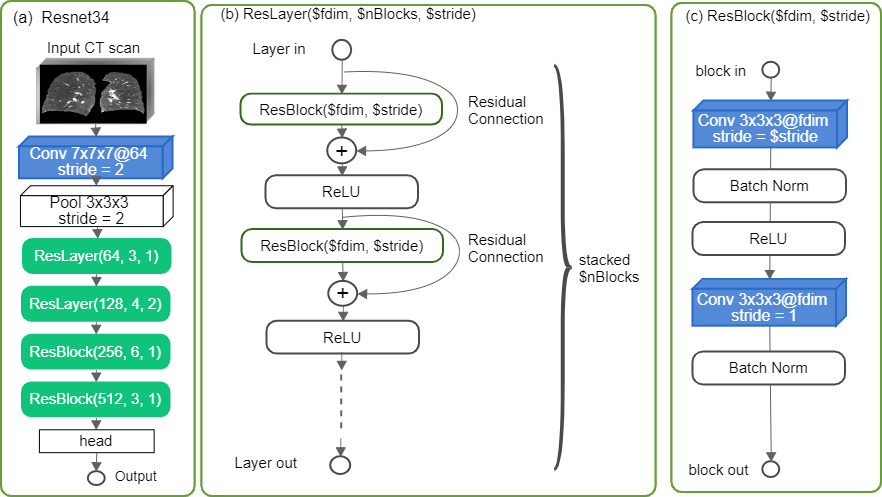 (a) Resnet34
Input CT scan
Conv 7x7x7@64
stride = 2
Pool 3x3x3
stride = 2
ResLayer(64, 3, 1)
ResLayer(128, 4, 2)
ResBlock(256, 6, 1)
ResBlock(512, 3, 1)
head
Output
(b) ResLayer($fdim, $nBlocks, $stride)
Layer in
ResBlock($fdim, $stride)
Residual
Connection
+
ReLU
ResBlock($fdim, $stride)
Residual
Connection
+
ReLU
stacked
$nBlocks
Layer out
(c) ResBlock($fdim, $stride)
block in
Conv 3x3x3@fdim
stride = $stride
Batch Norm
ReLU
Conv 3x3x3@fdim
stride = 1
Batch Norm
block out